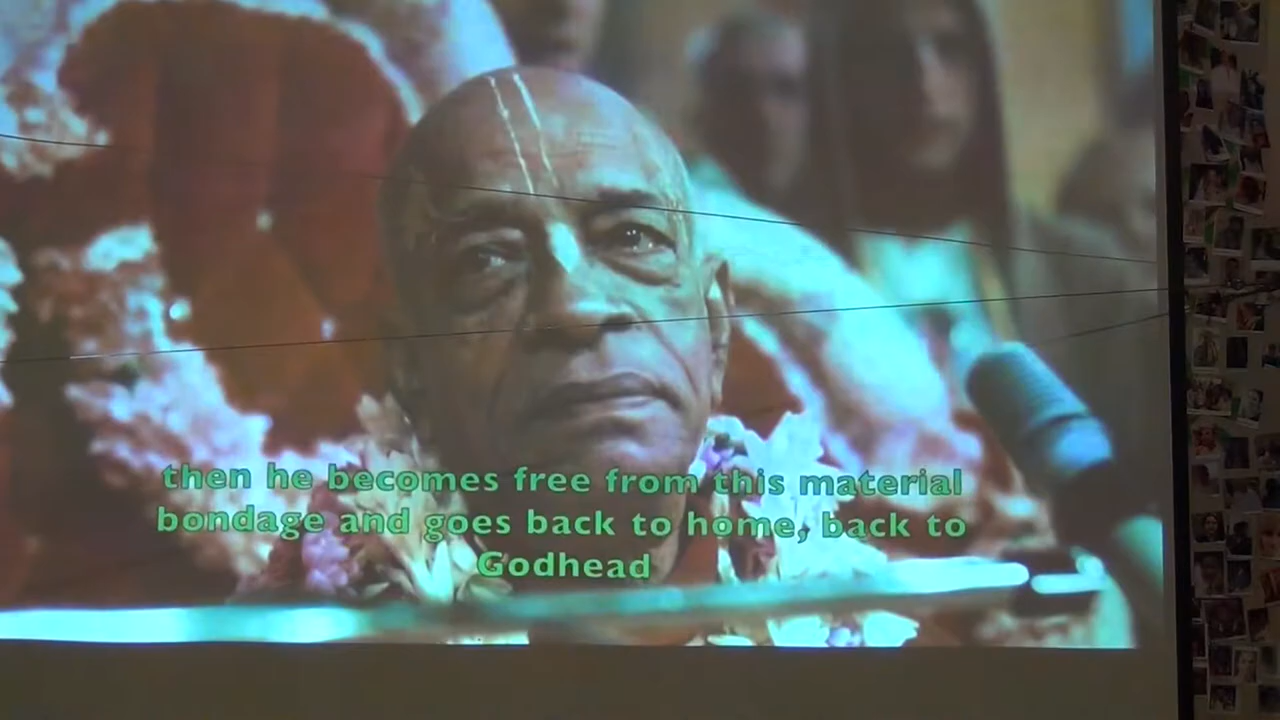 then he becomes free from this material
bondage and goes back to home, back to
Godhead